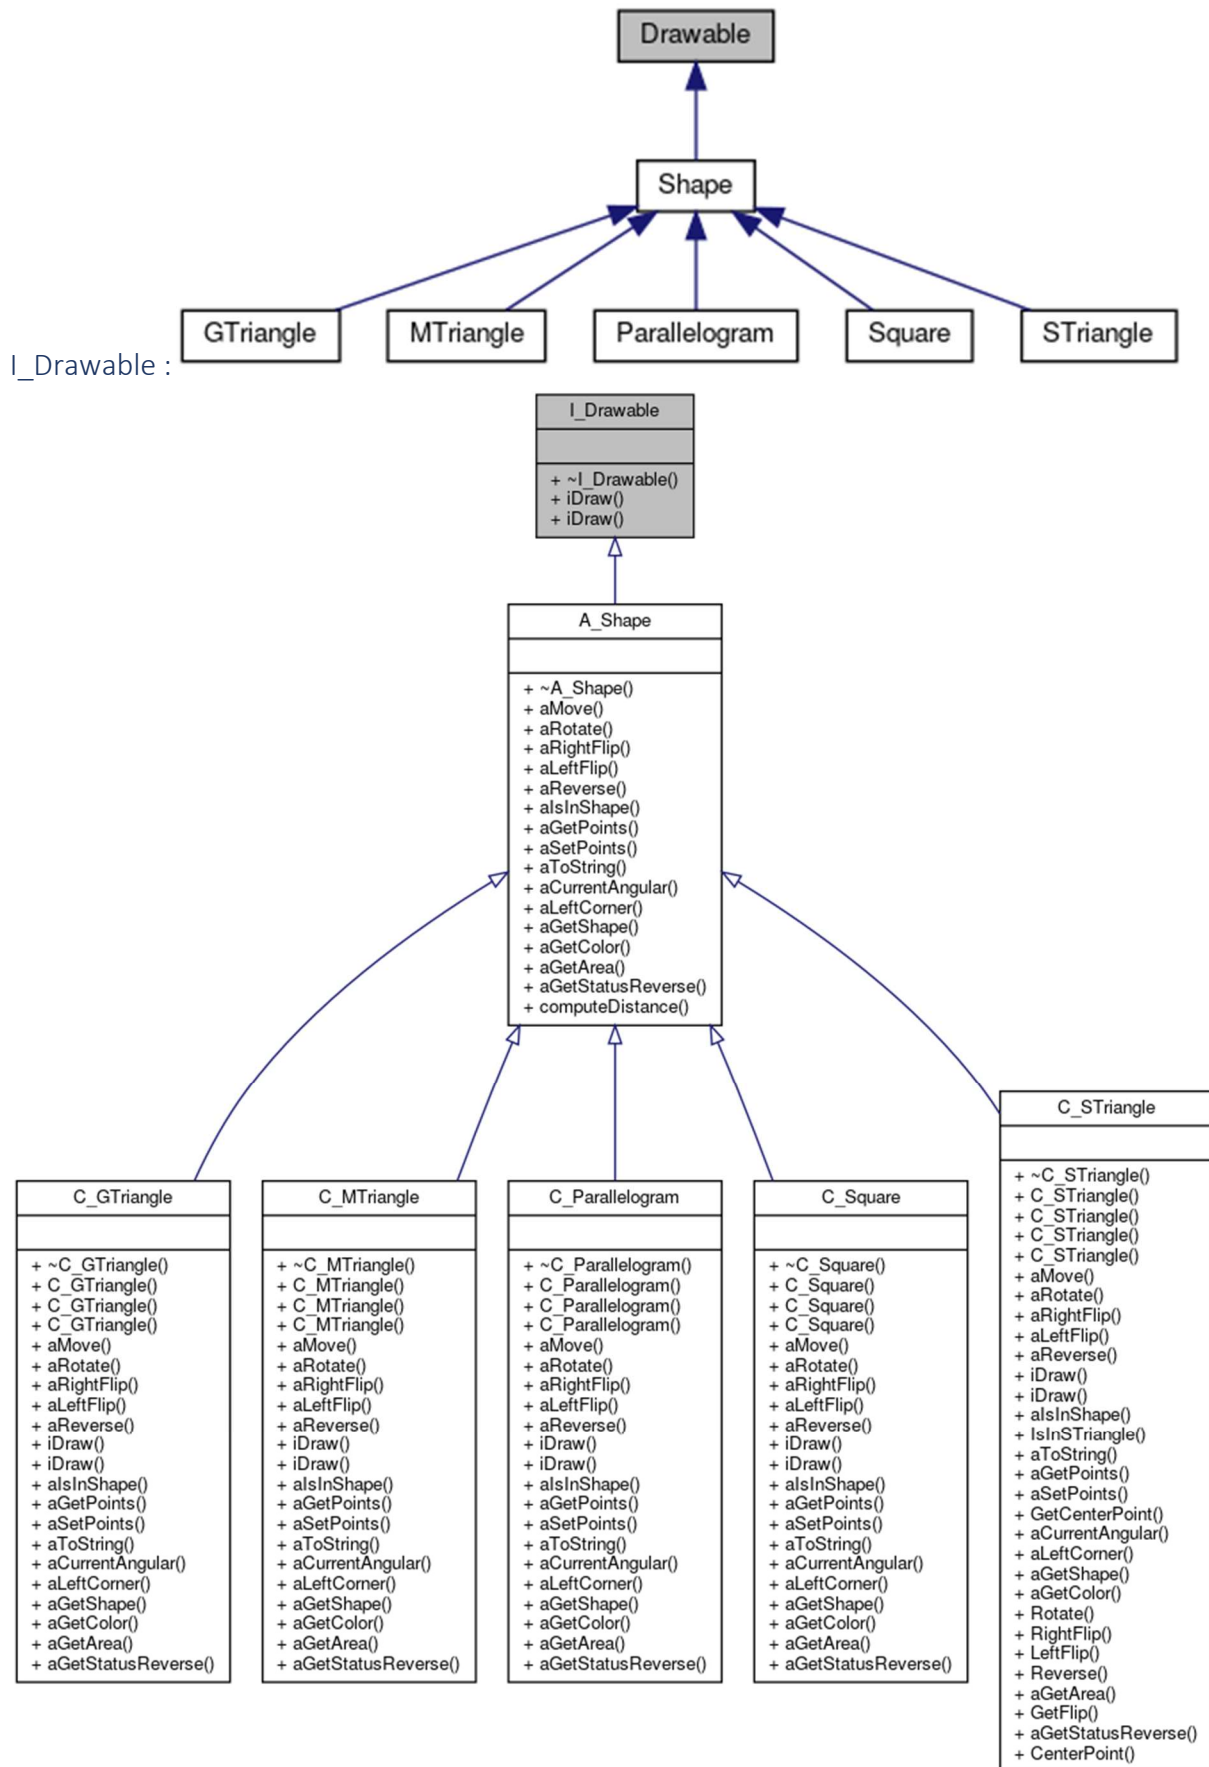 Drawable
Shape
GTriangle
MTriangle
Parallelogram
Square
STriangle
I_Drawable :
I_Drawable
+ ~I_Drawable()
+ iDraw()
+ iDraw()
A_Shape
+ ~A_Shape()
+ aMove()
+ aRotate()
+ aRightFlip()
+ aLeftFlip()
+ aReverse()
+ aIsInShape()
+ aGetPoints()
+ aSetPoints()
+ aToString()
+ aCurrentAngular()
+ aLeftCorner()
+ aGetShape()
+ aGetColor()
+ aGetArea()
+ aGetStatusReverse()
+ computeDistance()
C_GTriangle
+ ~C_GTriangle()
+ C_GTriangle()
+ C_GTriangle()
+ C_GTriangle()
+ aMove()
+ aRotate()
+ aRightFlip()
+ aLeftFlip()
+ aReverse()
+ iDraw()
+ iDraw()
+ aIsInShape()
+ aGetPoints()
+ aSetPoints()
+ aToString()
+ aCurrentAngular()
+ aLeftCorner()
+ aGetShape()
+ aGetColor()
+ aGetArea()
+ aGetStatusReverse()
C_MTriangle
+ ~C_MTriangle()
+ C_MTriangle()
+ C_MTriangle()
+ C_MTriangle()
+ aMove()
+ aRotate()
+ aRightFlip()
+ aLeftFlip()
+ aReverse()
+ iDraw()
+ iDraw()
+ aIsInShape()
+ aGetPoints()
+ aSetPoints()
+ aToString()
+ aCurrentAngular()
+ aLeftCorner()
+ aGetShape()
+ aGetColor()
+ aGetArea()
+ aGetStatusReverse()
C_Parallelogram
+ ~C_Parallelogram()
+ C_Parallelogram()
+ C_Parallelogram()
+ C_Parallelogram()
+ aMove()
+ aRotate()
+ aRightFlip()
+ aLeftFlip()
+ aReverse()
+ iDraw()
+ iDraw()
+ aIsInShape()
+ aGetPoints()
+ aSetPoints()
+ aToString()
+ aCurrentAngular()
+ aLeftCorner()
+ aGetShape()
+ aGetColor()
+ aGetArea()
+ aGetStatusReverse()
C_Square
+ ~C_Square()
+ C_Square()
+ C_Square()
+ C_Square()
+ aMove()
+ aRotate()
+ aRightFlip()
+ aLeftFlip()
+ aReverse()
+ iDraw()
+ iDraw()
+ aIsInShape()
+ aGetPoints()
+ aSetPoints()
+ aToString()
+ aCurrentAngular()
+ aLeftCorner()
+ aGetShape()
+ aGetColor()
+ aGetArea()
+ aGetStatusReverse()
C_STriangle
+ ~C_STriangle()
+ C_STriangle()
+ C_STriangle()
+ C_STriangle()
+ C_STriangle()
+ aMove()
+ aRotate()
+ aRightFlip()
+ aLeftFlip()
+ aReverse()
+ iDraw()
+ iDraw()
+ aIsInShape()
+ IsInSTriangle()
+ aToString()
+ aGetPoints()
+ aSetPoints()
+ GetCenterPoint()
+ aCurrentAngular()
+ aLeftCorner()
+ aGetShape()
+ aGetColor()
+ Rotate()
+ RightFlip()
+ LeftFlip()
+ Reverse()
+ aGetArea()
+ GetFlip()
+ aGetStatusReverse()
+ CenterPoint()